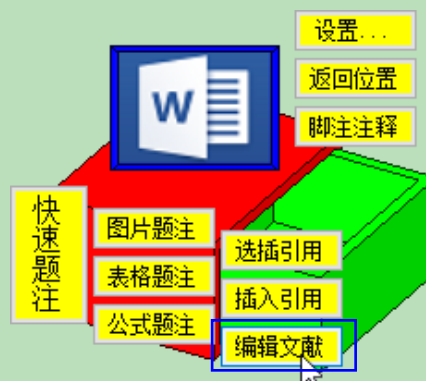 设置...
返回位置
脚注注释
W
快速题注
图片题注
表格题注
公式题注
选插引用
插入引用
编辑文献